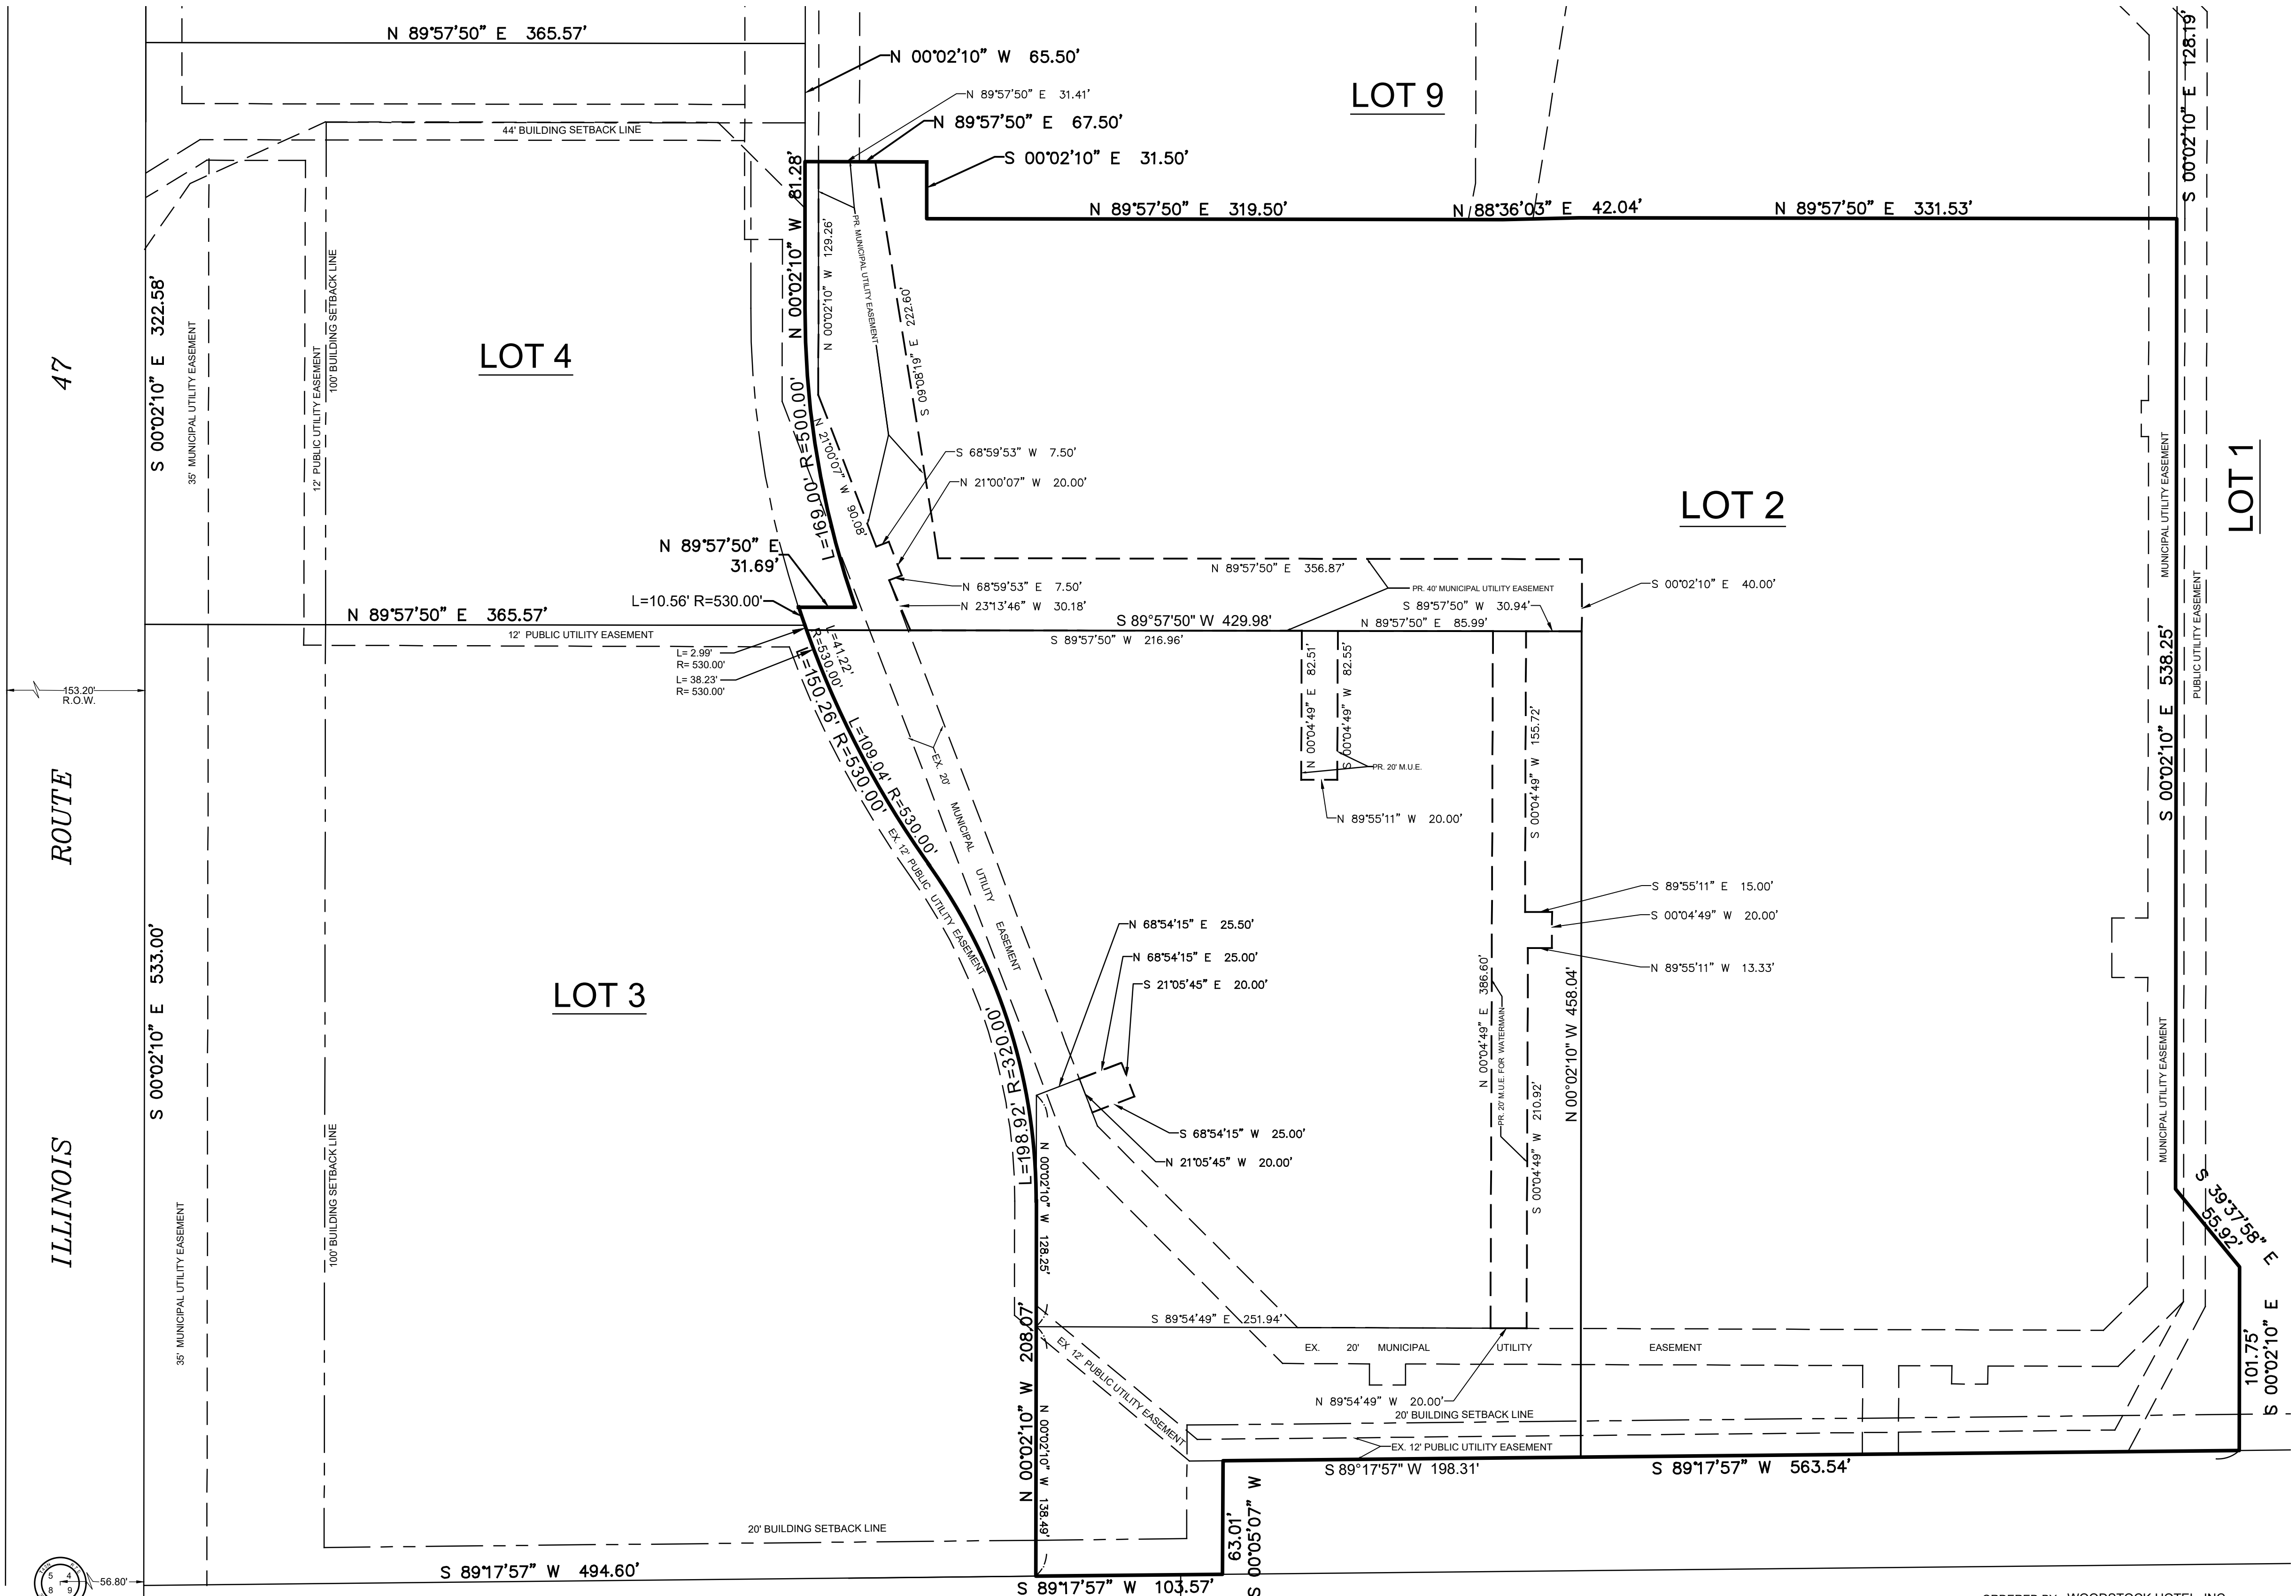 N 89°57'50" E 365.57'
N 00°02'10" W 65.50'
N 89°57'50" E 31.41'
N 89°57'50" E 67.50'
S 00°02'10" E 31.50'
LOT 9
S 00°02'10" E 128.19'
44' BUILDING SETBACK LINE
N 89°57'50" E 319.50'
N 88°36'03" E 42.04'
N 89°57'50" E 331.53'
N 00°02'10" W 81.28'
N 00°02'10" W 129.26'
PR. MUNICIPAL UTILITY EASEMENT
S 09°08'19" E 222.60'
S 00°02'10" E 322.58'
35' MUNICIPAL UTILITY EASEMENT
12' PUBLIC UTILITY EASEMENT
100' BUILDING SETBACK LINE
LOT 4
47
L=169.00' R=500.00'
N 21°00'07" W 90.08'
S 68°59'53" W 7.50'
N 21°00'07" W 20.00'
LOT 2
LOT 1
MUNICIPAL UTILITY EASEMENT
PUBLIC UTILITY EASEMENT
N 89°57'50" E
31.69'
N 68°59'53" E 7.50'
N 23°13'46" W 30.18'
N 89°57'50" E 356.87'
PR. 40' MUNICIPAL UTILITY EASEMENT
S 00°02'10" E 40.00'
L=10.56' R=530.00'
S 89°57'50" W 30.94'
N 89°57'50" E 365.57'
S 89°57'50" W 429.98'
N 89°57'50" E 85.99'
12' PUBLIC UTILITY EASEMENT
S 89°57'50" W 216.96'
L= 2.99'
R= 530.00'
L= 38.23'
R= 530.00'
L=41.22'
R=530.00'
L=150.26' R=530.00'
L=109.04' R=530.00'
153.20'
R.O.W.
N 00°04'49" E 82.51'
S 00°04'49" W 82.55'
PR. 20' M.U.E.
N 89°55'11" W 20.00'
S 00°04'49" W 155.72'
S 00°02'10" E 538.25'
EX. 20' MUNICIPAL UTILITY EASEMENT
EX. 12' PUBLIC UTILITY EASEMENT
ROUTE
S 00°02'10" E 533.00'
S 89°55'11" E 15.00'
S 00°04'49" W 20.00'
N 89°55'11" W 13.33'
N 68°54'15" E 25.50'
N 68°54'15" E 25.00'
S 21°05'45" E 20.00'
LOT 3
L=198.92' R=320.00'
N 00°04'49" E 386.60'
PR. 20' M.U.E. FOR WATERMAIN
S 00°04'49" W 210.92'
N 00°02'10" W 458.04'
MUNICIPAL UTILITY EASEMENT
S 68°54'15" W 25.00'
N 21°05'45" W 20.00'
N 00°02'10" W 128.25'
ILLINOIS
35' MUNICIPAL UTILITY EASEMENT
100' BUILDING SETBACK LINE
S 39°37'58" E
55.92'
N 00°02'10" W 208.07'
S 89°54'49" E 251.94'
EX. 20' MUNICIPAL UTILITY EASEMENT
101.75'
S 00°02'10" E
EX. 12' PUBLIC UTILITY EASEMENT
N 89°54'49" W 20.00'
20' BUILDING SETBACK LINE
EX. 12' PUBLIC UTILITY EASEMENT
S 89°17'57" W 198.31'
S 89°17'57" W 563.54'
N 00°02'10" W 138.49'
63.01'
S 00°05'07" W
20' BUILDING SETBACK LINE
S 89°17'57" W 494.60'
S 89°17'57" W 103.57'
5 4
8 9
56.80'